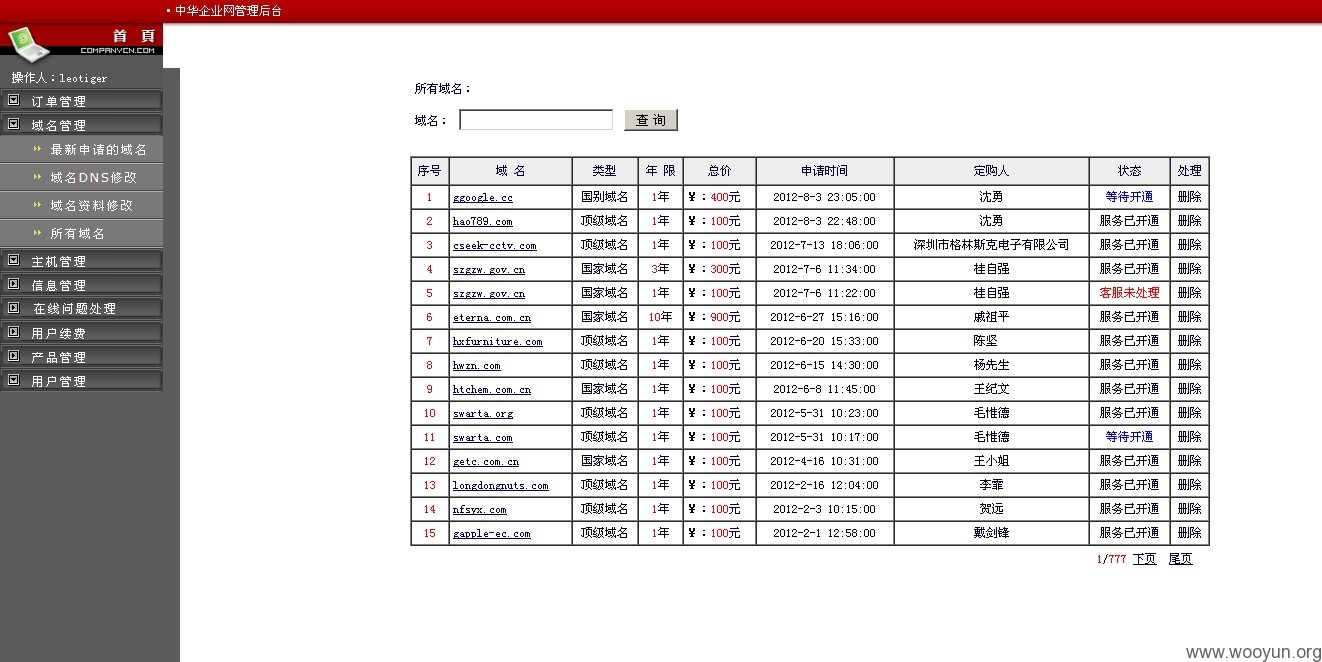 • 中华企业网管理后台
首 頁
COMPANYCN.COM
操作人：leotiger
订单管理
域名管理
最新申请的域名
域名DNS修改
域名资料修改
所有域名
主机管理
信息管理
在线问题处理
用户续费
产品管理
用户管理
所有域名：
域名： 查 询
序号 域 名 类型 年 限 总价 申请时间 定购人 状态 处理
1 ggoogle.cc 国别域名 1年 ￥：400元 2012-8-3 23:05:00 沈勇 等待开通 删除
2 hao789.com 顶级域名 1年 ￥：100元 2012-8-3 22:48:00 沈勇 服务已开通 删除
3 cseek-cctv.com 顶级域名 1年 ￥：100元 2012-7-13 18:06:00 深圳市格林斯克电子有限公司 服务已开通 删除
4 szgzw.gov.cn 国家域名 3年 ￥：300元 2012-7-6 11:34:00 桂自强 服务已开通 删除
5 szgzw.gov.cn 国家域名 1年 ￥：100元 2012-7-6 11:22:00 桂自强 客服未处理 删除
6 eterna.com.cn 国家域名 10年 ￥：900元 2012-6-27 15:16:00 戚祖平 服务已开通 删除
7 hxfurniture.com 顶级域名 1年 ￥：100元 2012-6-20 15:33:00 陈坚 服务已开通 删除
8 hwzn.com 顶级域名 1年 ￥：100元 2012-6-15 14:30:00 杨先生 服务已开通 删除
9 htchem.com.cn 国家域名 1年 ￥：100元 2012-6-8 11:45:00 王纪文 服务已开通 删除
10 swarta.org 顶级域名 1年 ￥：100元 2012-5-31 10:23:00 毛惟德 服务已开通 删除
11 swarta.com 顶级域名 1年 ￥：100元 2012-5-31 10:17:00 毛惟德 等待开通 删除
12 getc.com.cn 国家域名 1年 ￥：100元 2012-4-16 10:31:00 王小姐 服务已开通 删除
13 longdongnuts.com 顶级域名 1年 ￥：100元 2012-2-16 12:04:00 李霏 服务已开通 删除
14 nfsyx.com 顶级域名 1年 ￥：100元 2012-2-3 10:15:00 贺远 服务已开通 删除
15 gapple-ec.com 顶级域名 1年 ￥：100元 2012-2-1 12:58:00 戴剑锋 服务已开通 删除
1/777 下页 尾页
www.wooyun.org